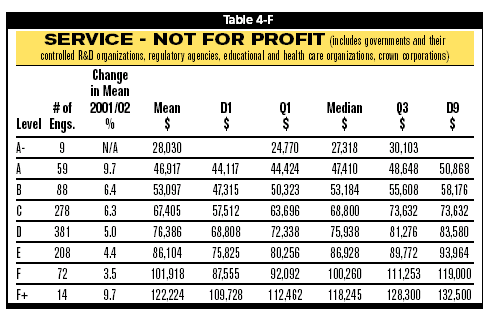 Table 4-F
SERVICE - NOT FOR PROFIT (includes governments and their
controlled R&D organizations, regulatory agencies, educational and health care organizations, crown corporations)
Change
in Mean
# of 2001/02 Mean D1 Q1 Median Q3 D9
Level Engs. % $ $ $ $ $ $
A- 9 N/A 28,030 24,770 27,318 30,103
A 59 9.7 46,917 44,117 44,424 47,410 48,648 50,868
B 88 6.4 53,097 47,315 50,323 53,184 55,608 58,176
C 278 6.3 67,405 57,512 63,696 68,800 73,632 73,632
D 381 5.0 76,386 68,808 72,338 75,938 81,276 83,580
E 208 4.4 86,104 75,825 80,256 86,928 89,772 93,964
F 72 3.5 101,918 87,555 92,092 100,260 111,253 119,000
F+ 14 9.7 122,224 109,728 112,462 118,245 128,300 132,500